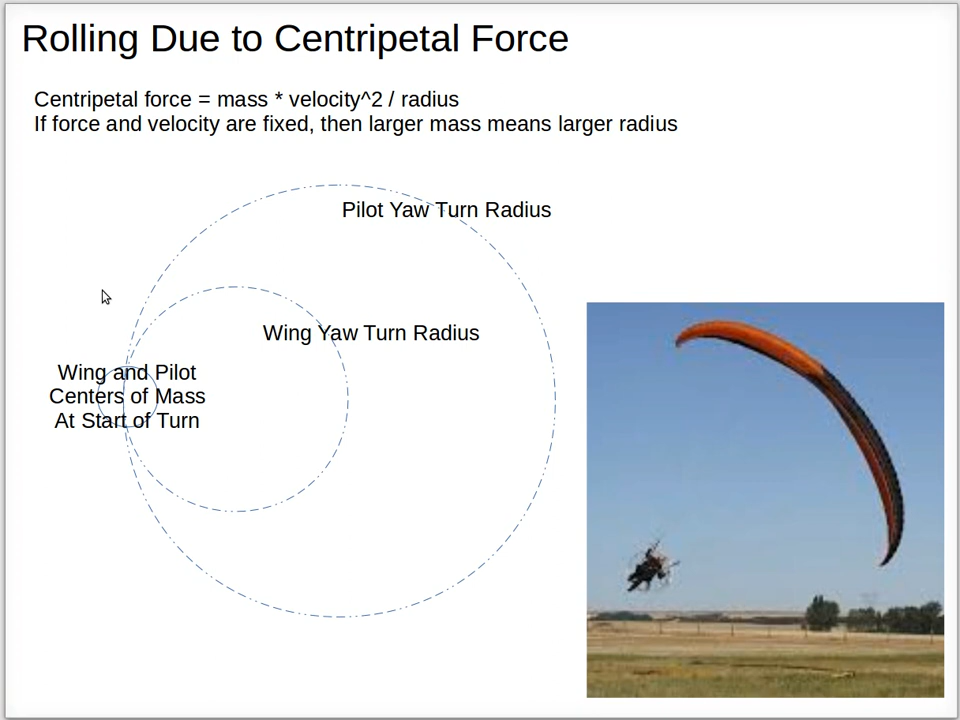 Rolling Due to Centripetal Force
Centripetal force = mass * velocity^2 / radius
If force and velocity are fixed, then larger mass means larger radius
Pilot Yaw Turn Radius
Wing Yaw Turn Radius
Wing and Pilot
Centers of Mass
At Start of Turn